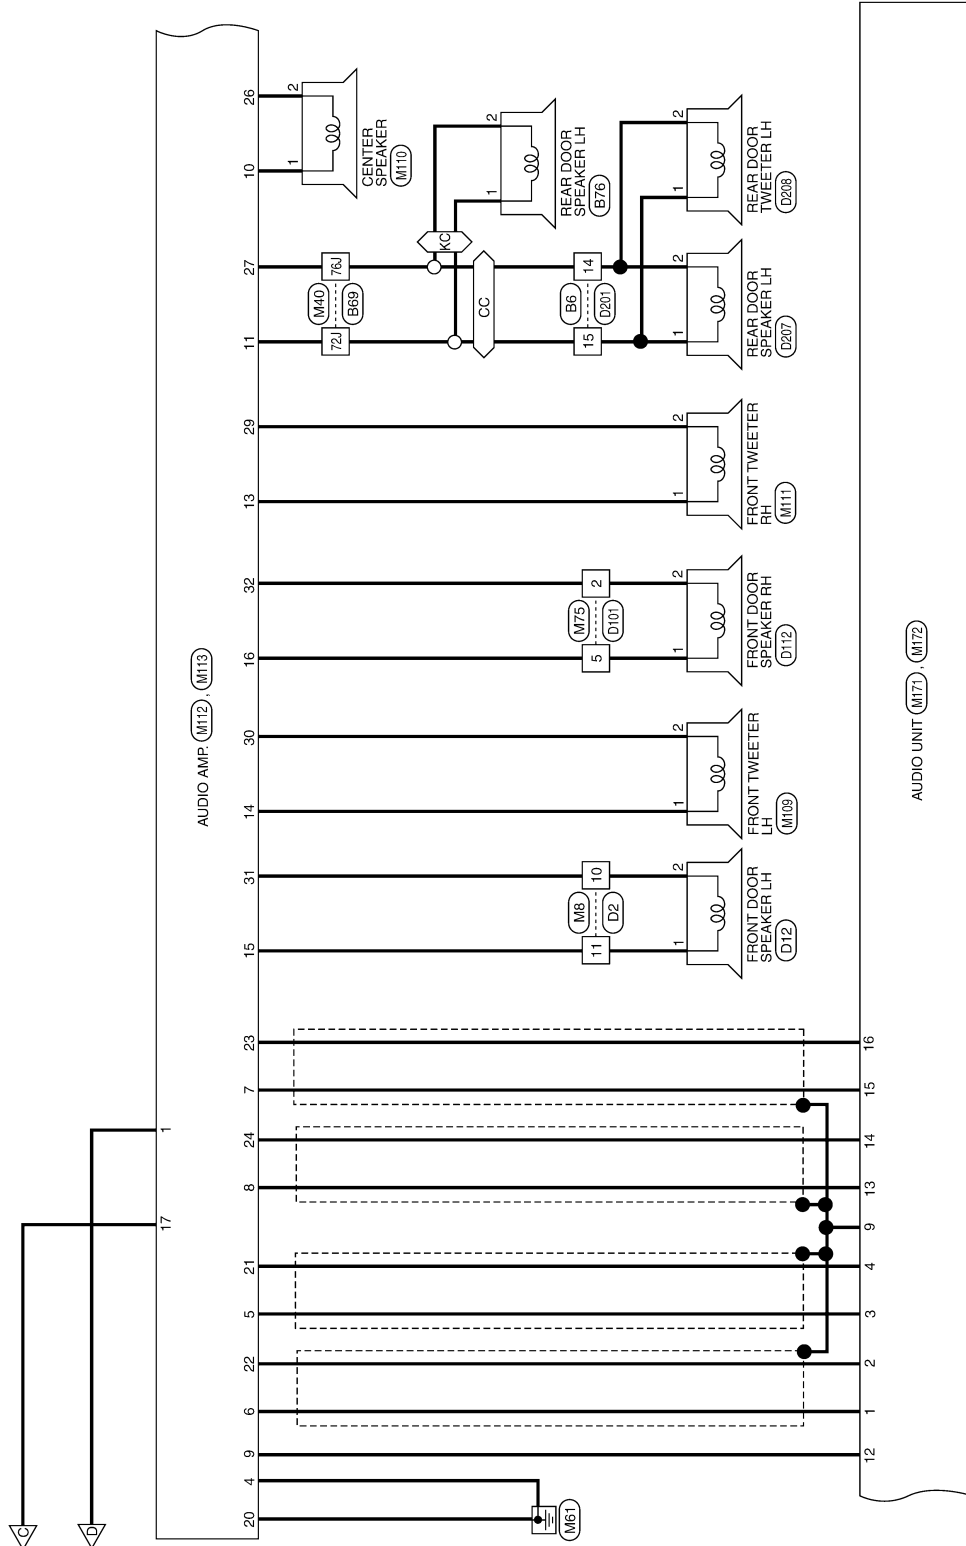 C
D
17
1
AUDIO AMP. M112 , M113
20
4
9
6
22
5
21
8
24
7
23
15
31
14
30
16
32
13
29
11
27
10
26
M61
M8
D2
11
10
M75
D101
5
2
M40
B69
72J
76J
KC
CC
B6
D201
15
14
1
2
FRONT DOOR
SPEAKER LH
D12
1
2
FRONT TWEETER
LH
M109
1
2
FRONT DOOR
SPEAKER RH
D112
1
2
FRONT TWEETER
RH
M111
1
2
REAR DOOR
SPEAKER LH
D207
1
2
REAR DOOR
TWEETER LH
D208
1
2
REAR DOOR
SPEAKER LH
B76
1
2
CENTER
SPEAKER
M110
12
1
2
3
4
9
13
14
15
16
AUDIO UNIT M171 , M172